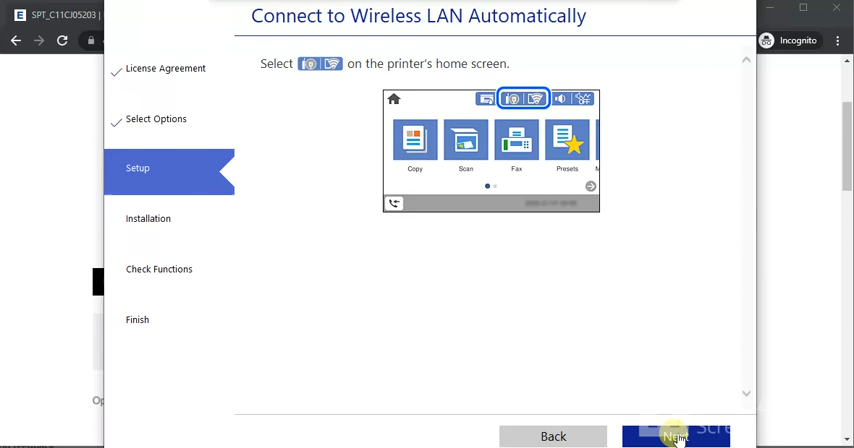 SPT_C11CJ05203 |
Incognito
Connect to Wireless LAN Automatically
License Agreement
Select Options
Setup
Installation
Check Functions
Finish
Select on the printer's home screen.
Copy
Scan
Fax
Presets
Back
Next